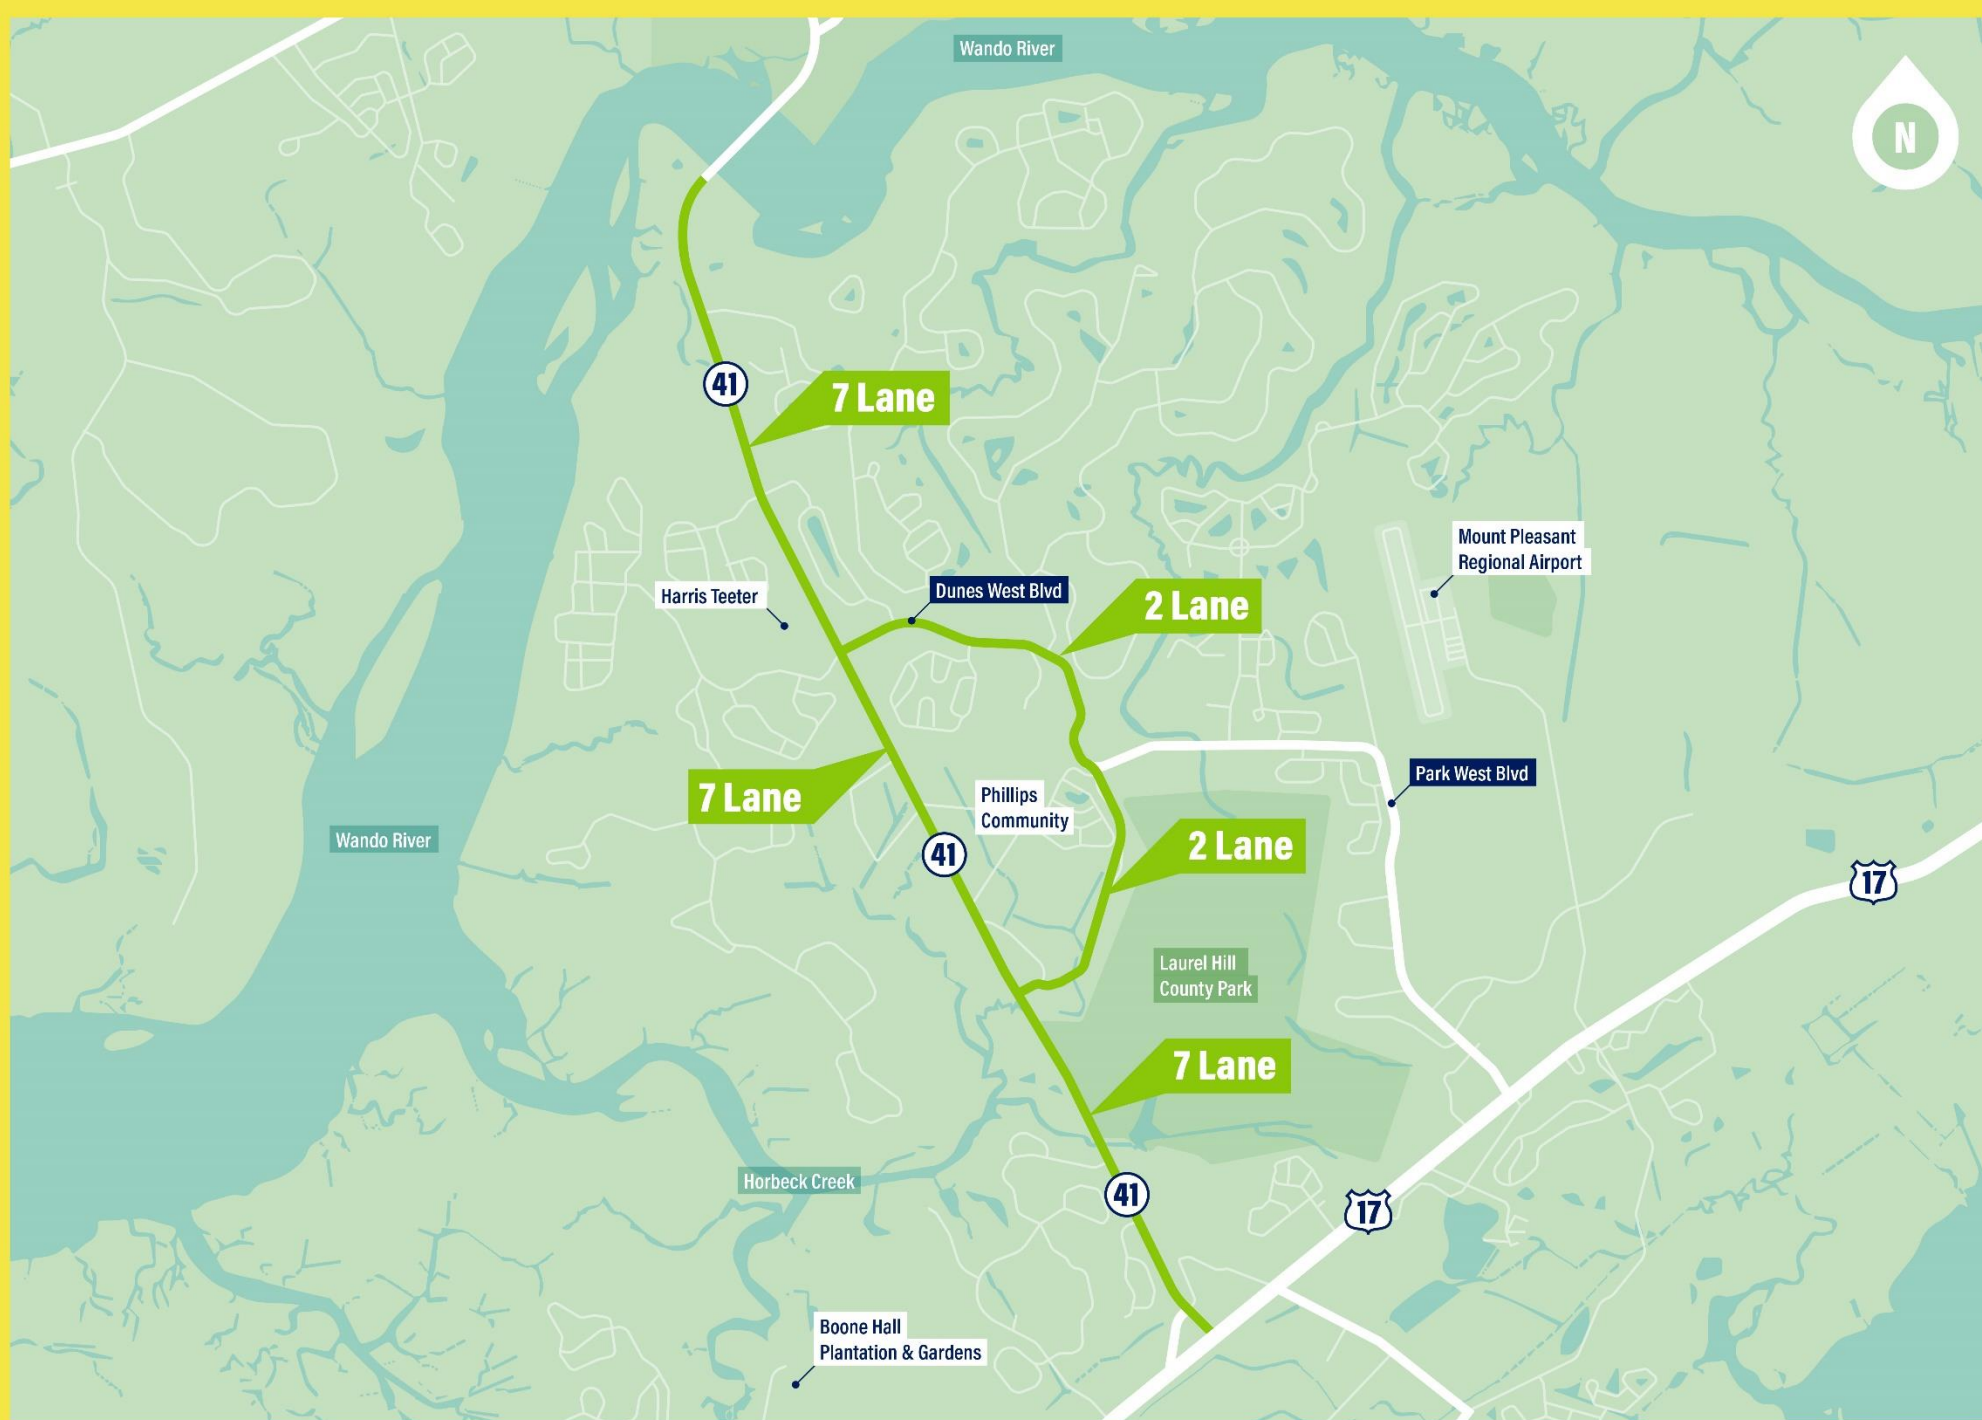 Wando River
N
41
7 Lane
Mount Pleasant
Regional Airport
Harris Teeter
Dunes West Blvd
2 Lane
7 Lane
Phillips
Community
Park West Blvd
Wando River
41
2 Lane
17
Laurel Hill
County Park
7 Lane
Horbeck Creek
41
17
Boone Hall
Plantation & Gardens